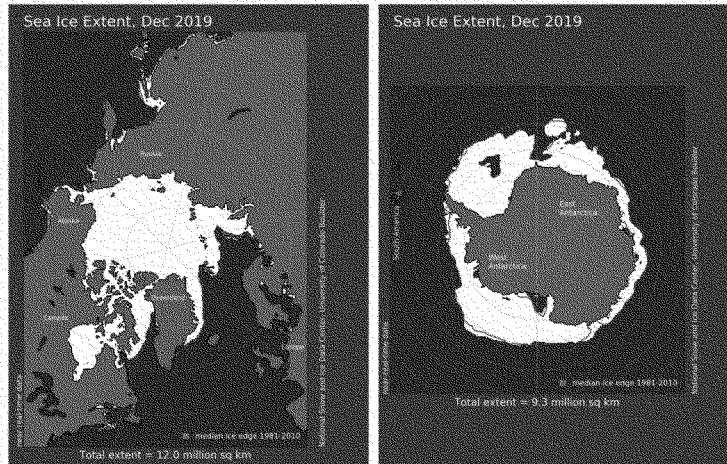 Sea Ice Extent, Dec 2019
Russia
Alaska
Canada
Greenland
Europe
near-real-time data
National Snow and Ice Data Center, University of Colorado Boulder
median ice edge 1981-2010
Total extent = 12.0 million sq km
Sea Ice Extent, Dec 2019
South America
East
Antarctica
West
Antarctica
near-real-time data
National Snow and Ice Data Center, University of Colorado Boulder
median ice edge 1981-2010
Total extent = 9.3 million sq km